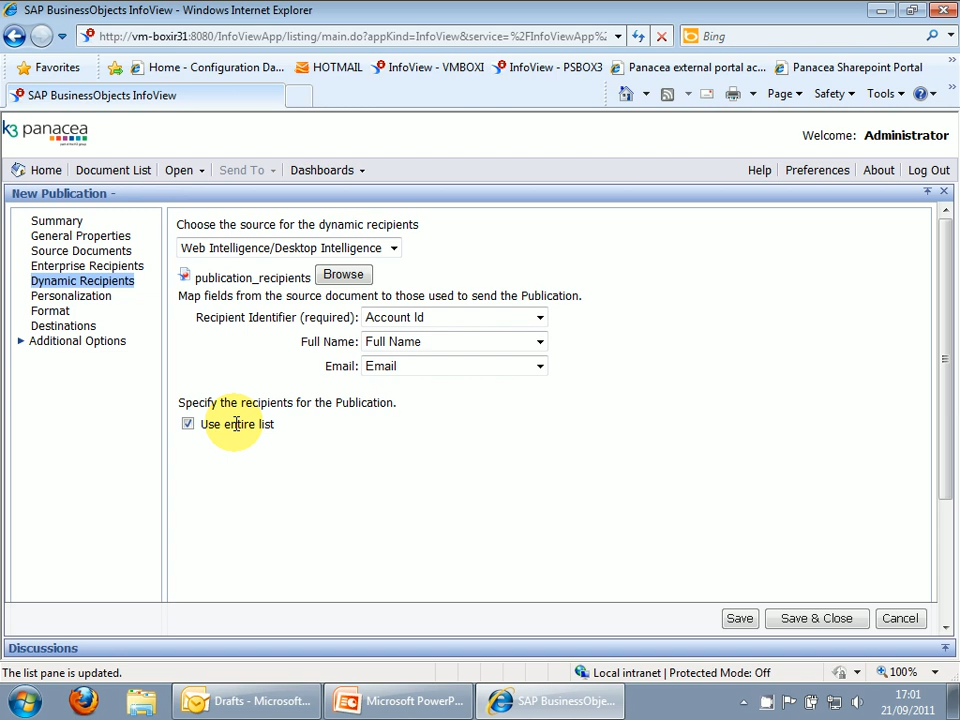 SAP BusinessObjects InfoView - Windows Internet Explorer
http://vm-boxir31:8080/InfoViewApp/listing/main.do?appKind=InfoView&service=%2FInfoViewApp%2
Bing
Favorites Home - Configuration Da... HOTMAIL InfoView - VMBOXI InfoView - PSBOX3 Panacea external portal ac... Panacea Sharepoint Portal
SAP BusinessObjects InfoView
Page Safety Tools
k3 panacea
Welcome: Administrator
Home Document List Open Send To Dashboards Help Preferences About Log Out
New Publication -
Summary
General Properties
Source Documents
Enterprise Recipients
Dynamic Recipients
Personalization
Format
Destinations
Additional Options
Choose the source for the dynamic recipients
Web Intelligence/Desktop Intelligence
publication_recipients Browse
Map fields from the source document to those used to send the Publication.
Recipient Identifier (required): Account Id
Full Name: Full Name
Email: Email
Specify the recipients for the Publication.
Use entire list
Save Save & Close Cancel
Discussions
The list pane is updated. Local intranet | Protected Mode: Off 100%
Drafts - Microsoft... Microsoft PowerP... SAP BusinessObje...
17:01
21/09/2011